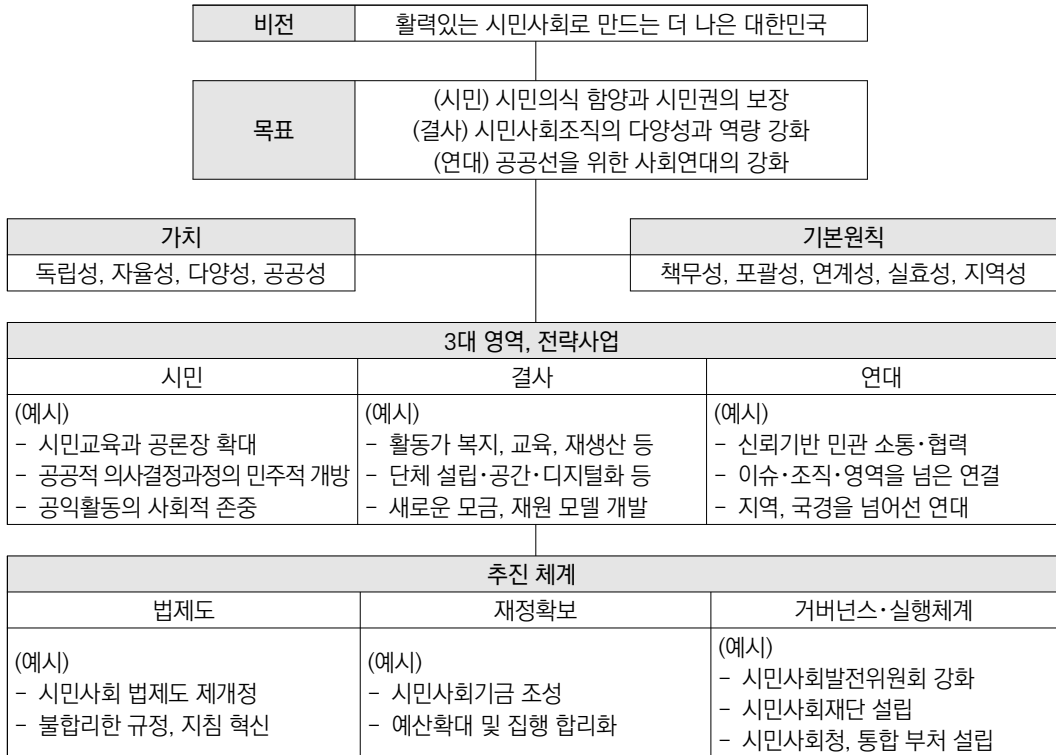 비전
활력있는 시민사회로 만드는 더 나은 대한민국
목표
(시민) 시민의식 함양과 시민권의 보장
(결사) 시민사회조직의 다양성과 역량 강화
(연대) 공공선을 위한 사회연대의 강화
가치
독립성, 자율성, 다양성, 공공성
기본원칙
책무성, 포괄성, 연계성, 실효성, 지역성
3대 영역, 전략사업
시민
(예시)
- 시민교육과 공론장 확대
- 공공적 의사결정과정의 민주적 개방
- 공익활동의 사회적 존중
결사
(예시)
- 활동가 복지, 교육, 재생산 등
- 단체 설립·공간·디지털화 등
- 새로운 모금, 재원 모델 개발
연대
(예시)
- 신뢰기반 민관 소통·협력
- 이슈·조직·영역을 넘은 연결
- 지역, 국경을 넘어선 연대
추진 체계
법제도
(예시)
- 시민사회 법제도 제개정
- 불합리한 규정, 지침 혁신
재정확보
(예시)
- 시민사회기금 조성
- 예산확대 및 집행 합리화
거버넌스·실행체계
(예시)
- 시민사회발전위원회 강화
- 시민사회재단 설립
- 시민사회청, 통합 부처 설립